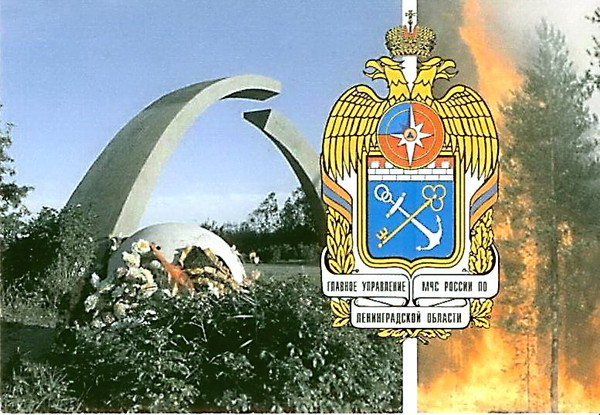 ГЛАВНОЕ УПРАВЛЕНИЕ МЧС РОССИИ ПО
ЛЕНИНГРАДСКОЙ ОБЛАСТИ